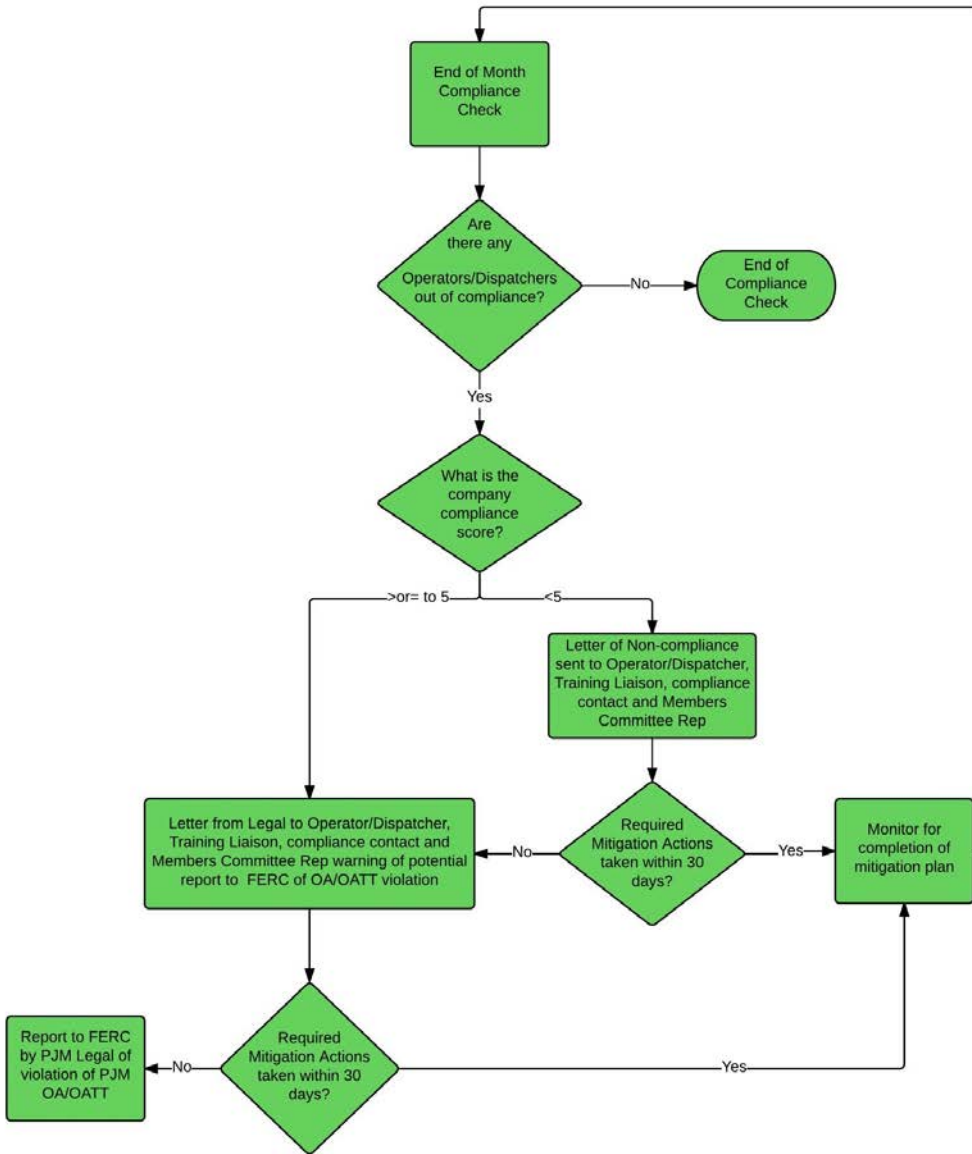 End of Month
Compliance
Check
Are
there any
Operators/Dispatchers
out of compliance?
No
End of
Compliance
Check
Yes
What is the
company
compliance
score?
>or= to 5
<5
Letter of Non-compliance
sent to Operator/Dispatcher,
Training Liaison, compliance
contact and Members
Committee Rep
Letter from Legal to Operator/Dispatcher,
Training Liaison, compliance contact and
Members Committee Rep warning of potential
report to FERC of OA/OATT violation
No
Required
Mitigation Actions
taken within 30
days?
Yes
Monitor for
completion of
mitigation plan
Report to FERC
by PJM Legal of
violation of PJM
OA/OATT
No
Required
Mitigation Actions
taken within 30
days?
Yes